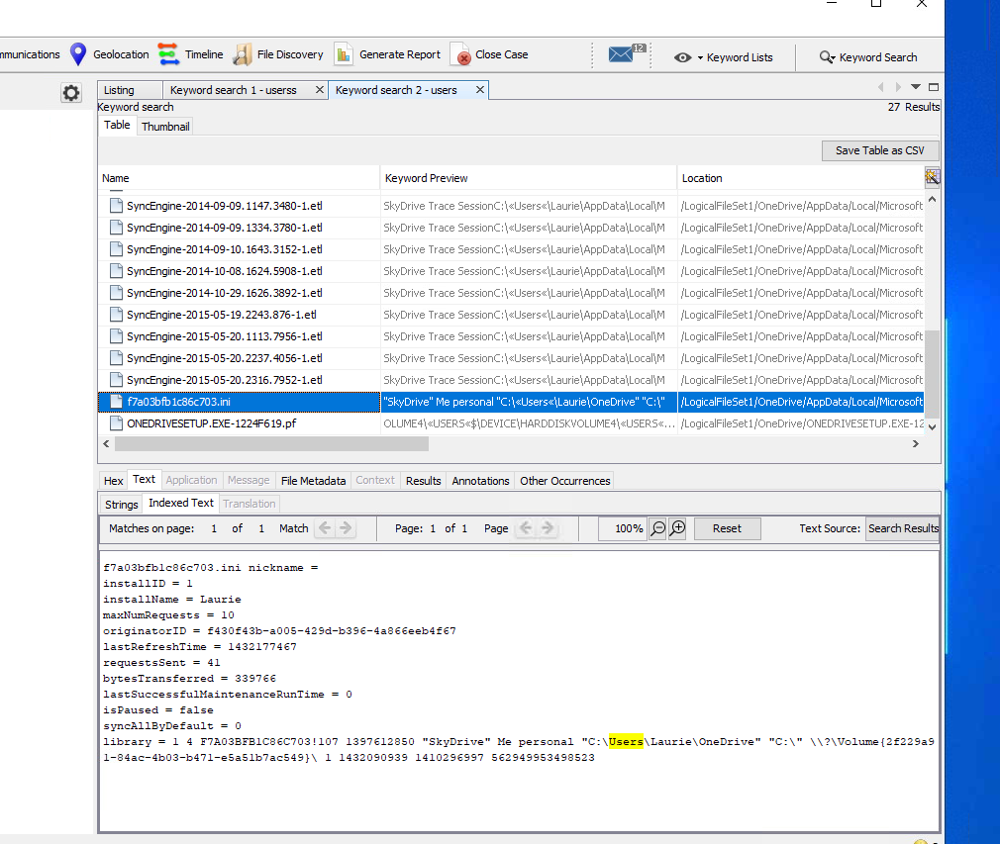 mmunications Geolocation Timeline File Discovery Generate Report Close Case 12 Keyword Lists Keyword Search
Listing Keyword search 1 - userss Keyword search 2 - users
Keyword search 27 Results
Table Thumbnail
Save Table as CSV
Name Keyword Preview Location
SyncEngine-2014-09-09.1147.3480-1.etl SkyDrive Trace SessionC:\«Users«\Laurie\AppData\Local\M /LogicalFileSet1/OneDrive/AppData/Local/Microsoft
SyncEngine-2014-09-09.1334.3780-1.etl SkyDrive Trace SessionC:\«Users«\Laurie\AppData\Local\M /LogicalFileSet1/OneDrive/AppData/Local/Microsoft
SyncEngine-2014-09-10.1643.3152-1.etl SkyDrive Trace SessionC:\«Users«\Laurie\AppData\Local\M /LogicalFileSet1/OneDrive/AppData/Local/Microsoft
SyncEngine-2014-10-08.1624.5908-1.etl SkyDrive Trace SessionC:\«Users«\Laurie\AppData\Local\M /LogicalFileSet1/OneDrive/AppData/Local/Microsoft
SyncEngine-2014-10-29.1626.3892-1.etl SkyDrive Trace SessionC:\«Users«\Laurie\AppData\Local\M /LogicalFileSet1/OneDrive/AppData/Local/Microsoft
SyncEngine-2015-05-19.2243.876-1.etl SkyDrive Trace SessionC:\«Users«\Laurie\AppData\Local\M /LogicalFileSet1/OneDrive/AppData/Local/Microsoft
SyncEngine-2015-05-20.1113.7956-1.etl SkyDrive Trace SessionC:\«Users«\Laurie\AppData\Local\M /LogicalFileSet1/OneDrive/AppData/Local/Microsoft
SyncEngine-2015-05-20.2237.4056-1.etl SkyDrive Trace SessionC:\«Users«\Laurie\AppData\Local\M /LogicalFileSet1/OneDrive/AppData/Local/Microsoft
SyncEngine-2015-05-20.2316.7952-1.etl SkyDrive Trace SessionC:\«Users«\Laurie\AppData\Local\M /LogicalFileSet1/OneDrive/AppData/Local/Microsoft
f7a03bfb1c86c703.ini "SkyDrive" Me personal "C:\«Users«\Laurie\OneDrive" "C:\" /LogicalFileSet1/OneDrive/AppData/Local/Microsoft
ONEDRIVESETUP.EXE-1224F619.pf OLUME4\«USERS«$\DEVICE\HARDDISKVOLUME4\«USERS«... /LogicalFileSet1/OneDrive/ONEDRIVESETUP.EXE-12
Hex Text Application Message File Metadata Context Results Annotations Other Occurrences
Strings Indexed Text Translation
Matches on page: 1 of 1 Match Page: 1 of 1 Page 100% Reset Text Source: Search Results
f7a03bfb1c86c703.ini nickname =
installID = 1
installName = Laurie
maxNumRequests = 10
originatorID = f430f43b-a005-429d-b396-4a866eeb4f67
lastRefreshTime = 1432177467
requestsSent = 41
bytesTransferred = 339766
lastSuccessfulMaintenanceRunTime = 0
isPaused = false
syncAllByDefault = 0
library = 1 4 F7A03BFB1C86C703!107 1397612850 "SkyDrive" Me personal "C:\Users\Laurie\OneDrive" "C:\" \\?\Volume{2f229a9
1-84ac-4b03-b471-e5a51b7ac549}\ 1 1432090939 1410296997 562949953498523